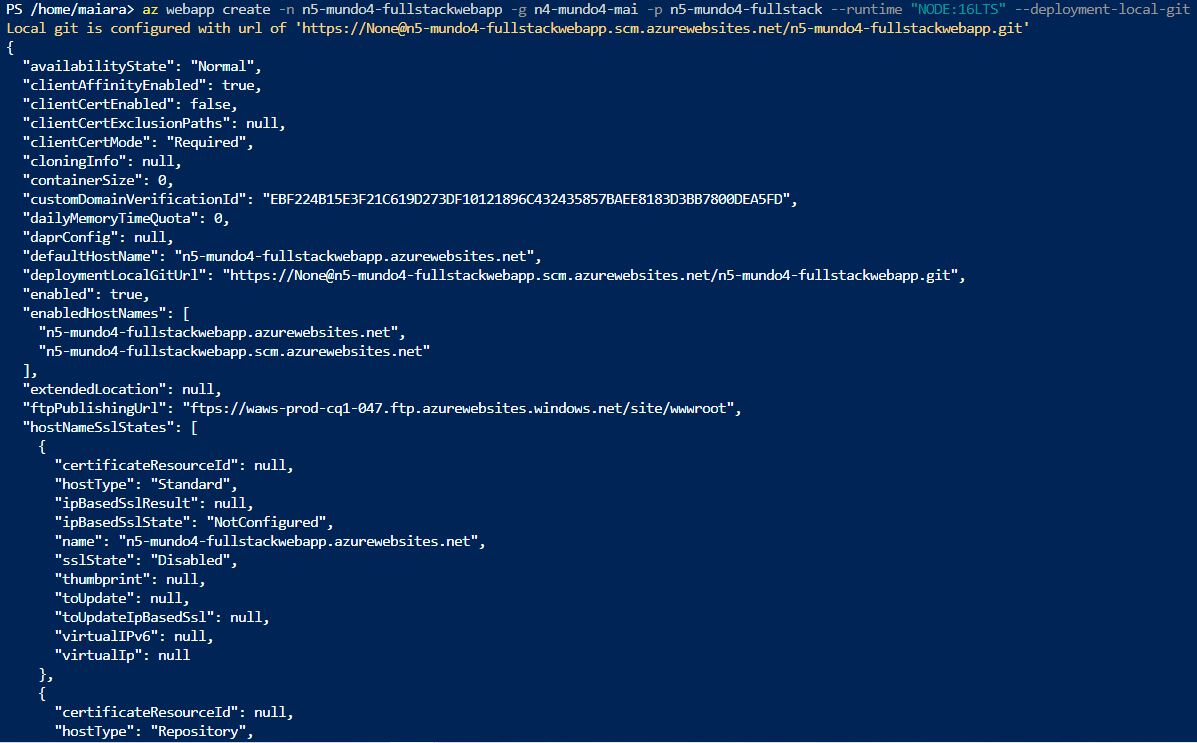 PS /home/maiara> az webapp create -n n5-mundo4-fullstackwebapp -g n4-mundo4-mai -p n5-mundo4-fullstack --runtime "NODE:16LTS" --deployment-local-git
Local git is configured with url of 'https://None@n5-mundo4-fullstackwebapp.scm.azurewebsites.net/n5-mundo4-fullstackwebapp.git'
{
  "availabilityState": "Normal",
  "clientAffinityEnabled": true,
  "clientCertEnabled": false,
  "clientCertExclusionPaths": null,
  "clientCertMode": "Required",
  "cloningInfo": null,
  "containerSize": 0,
  "customDomainVerificationId": "EBF224B15E3F21C619D273DF10121896C432435857BAEE8183D3BB7800DEA5FD",
  "dailyMemoryTimeQuota": 0,
  "daprConfig": null,
  "defaultHostName": "n5-mundo4-fullstackwebapp.azurewebsites.net",
  "deploymentLocalGitUrl": "https://None@n5-mundo4-fullstackwebapp.scm.azurewebsites.net/n5-mundo4-fullstackwebapp.git",
  "enabled": true,
  "enabledHostNames": [
    "n5-mundo4-fullstackwebapp.azurewebsites.net",
    "n5-mundo4-fullstackwebapp.scm.azurewebsites.net"
  ],
  "extendedLocation": null,
  "ftpPublishingUrl": "ftps://waws-prod-cq1-047.ftp.azurewebsites.windows.net/site/wwwroot",
  "hostNameSslStates": [
    {
      "certificateResourceId": null,
      "hostType": "Standard",
      "ipBasedSslResult": null,
      "ipBasedSslState": "NotConfigured",
      "name": "n5-mundo4-fullstackwebapp.azurewebsites.net",
      "sslState": "Disabled",
      "thumbprint": null,
      "toUpdate": null,
      "toUpdateIpBasedSsl": null,
      "virtualIPv6": null,
      "virtualIp": null
    },
    {
      "certificateResourceId": null,
      "hostType": "Repository",